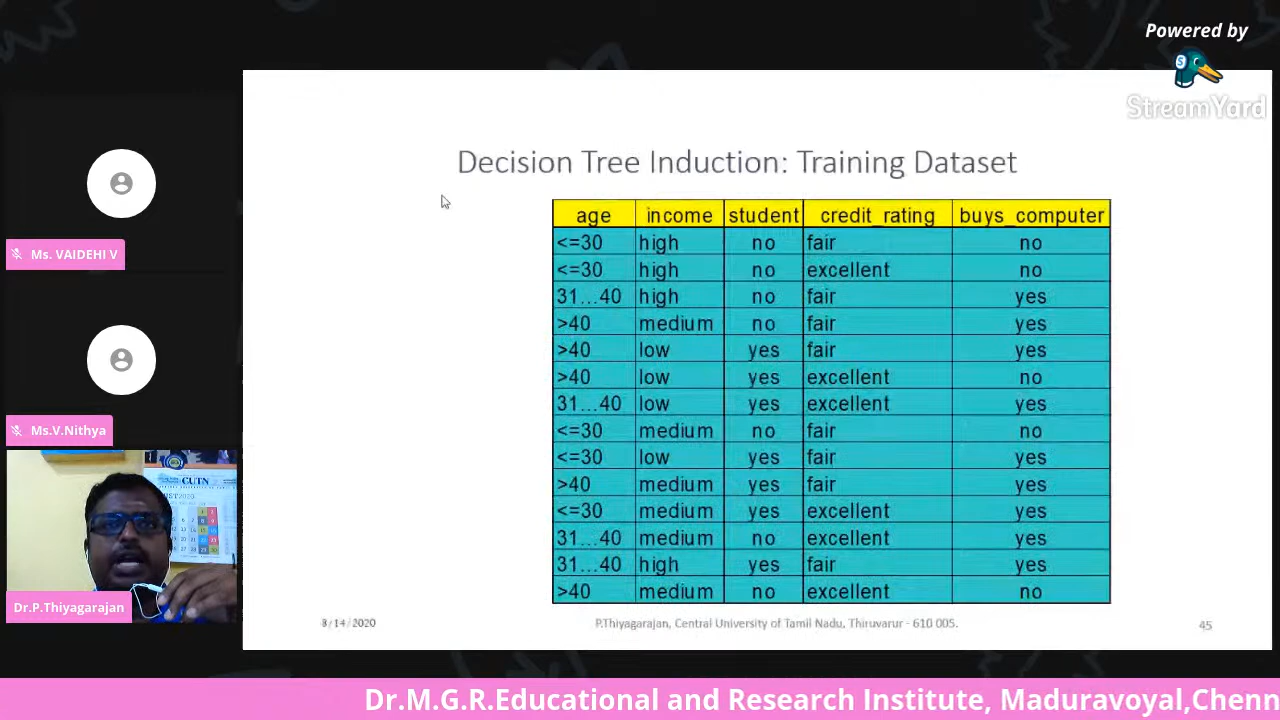 Powered by
StreamYard
Decision Tree Induction: Training Dataset
age income student credit_rating buys_computer
<=30 high no fair no
<=30 high no excellent no
31...40 high no fair yes
>40 medium no fair yes
>40 low yes fair yes
>40 low yes excellent no
31...40 low yes excellent yes
<=30 medium no fair no
<=30 low yes fair yes
>40 medium yes fair yes
<=30 medium yes excellent yes
31...40 medium no excellent yes
31...40 high yes fair yes
>40 medium no excellent no
8/14/2020
P.Thiyagarajan, Central University of Tamil Nadu, Thiruvarur - 610 005.
45
Ms. VAIDEHI V
Ms.V.Nithya
CUTN
Dr.P.Thiyagarajan
Dr.M.G.R.Educational and Research Institute, Maduravoyal,Chenn